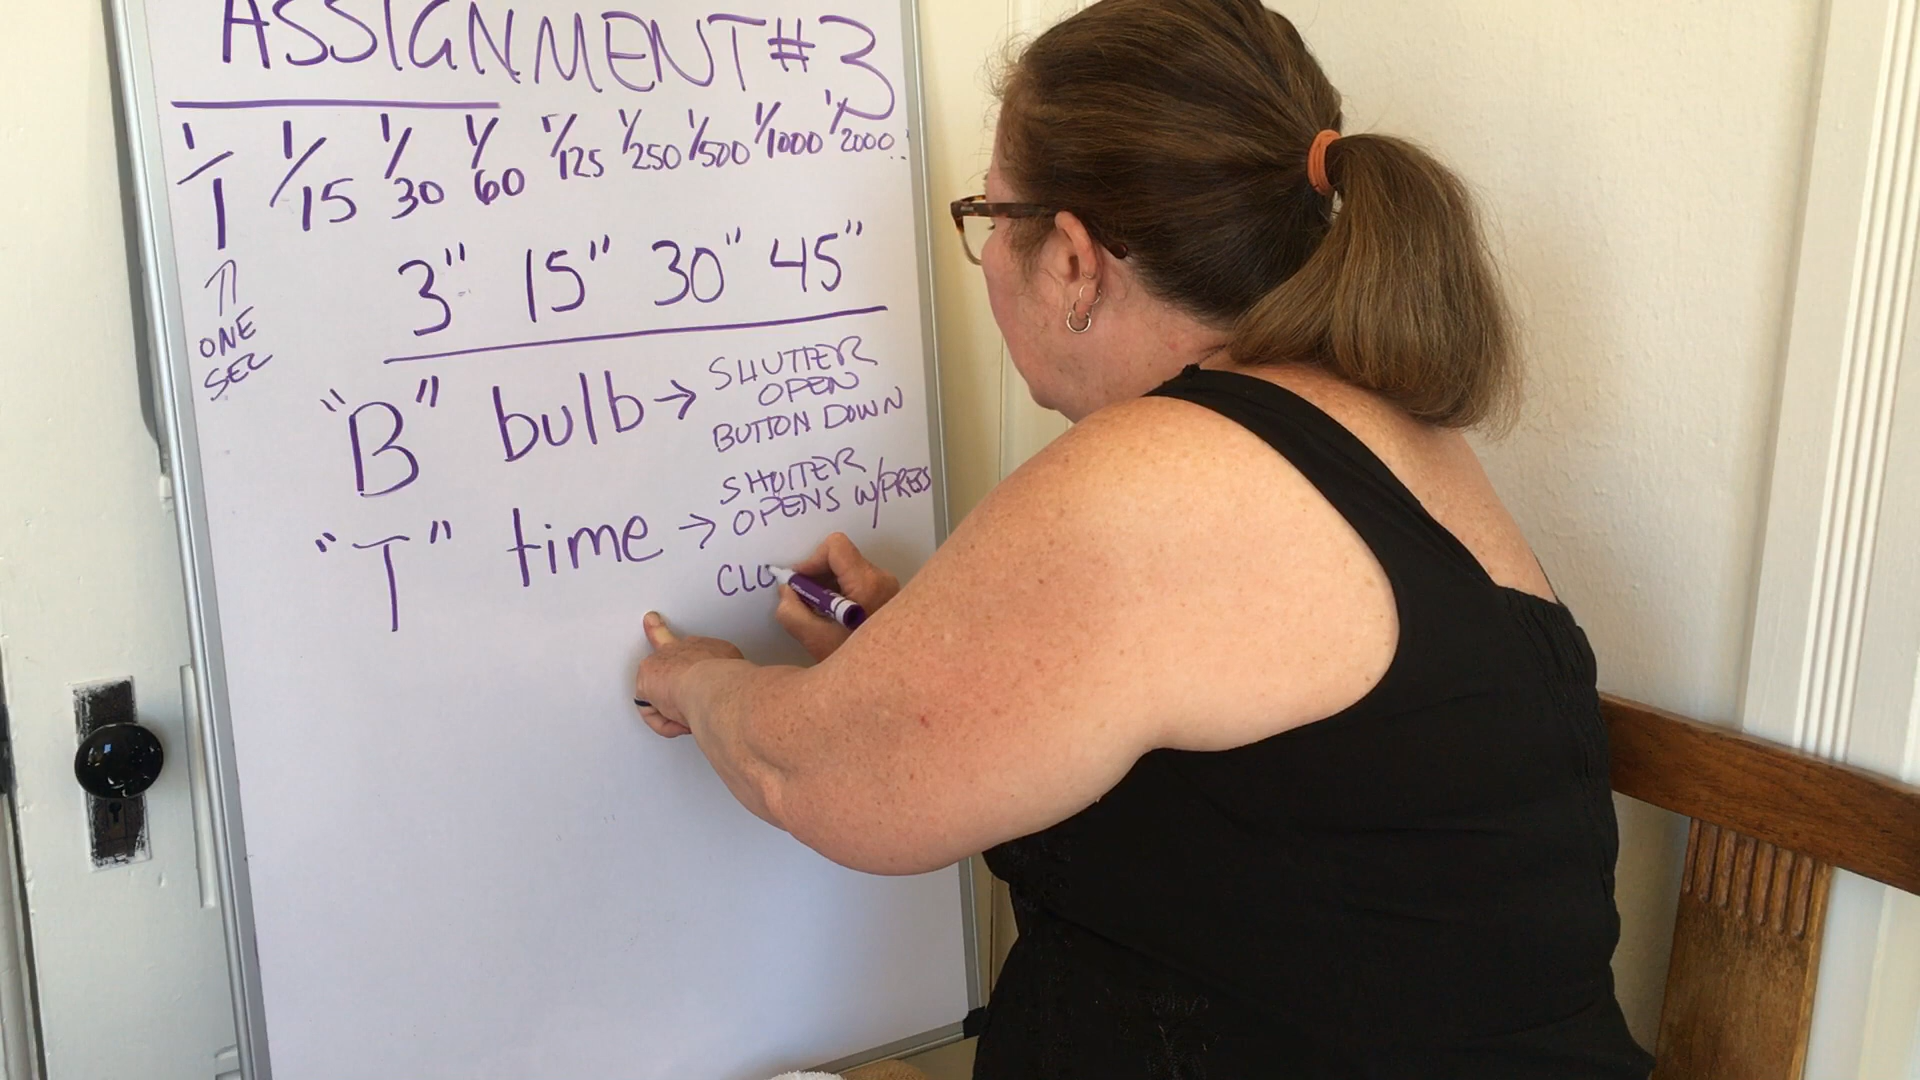 ASSIGNMENT #3
1/1 1/15 1/30 1/60 1/125 1/250 1/500 1/1000 1/2000..
↑
ONE
SEC
3" 15" 30" 45"
"B" bulb → SHUTTER
OPEN
BUTTON DOWN
"T" time → SHUTTER
OPENS W/PRESS
CLO